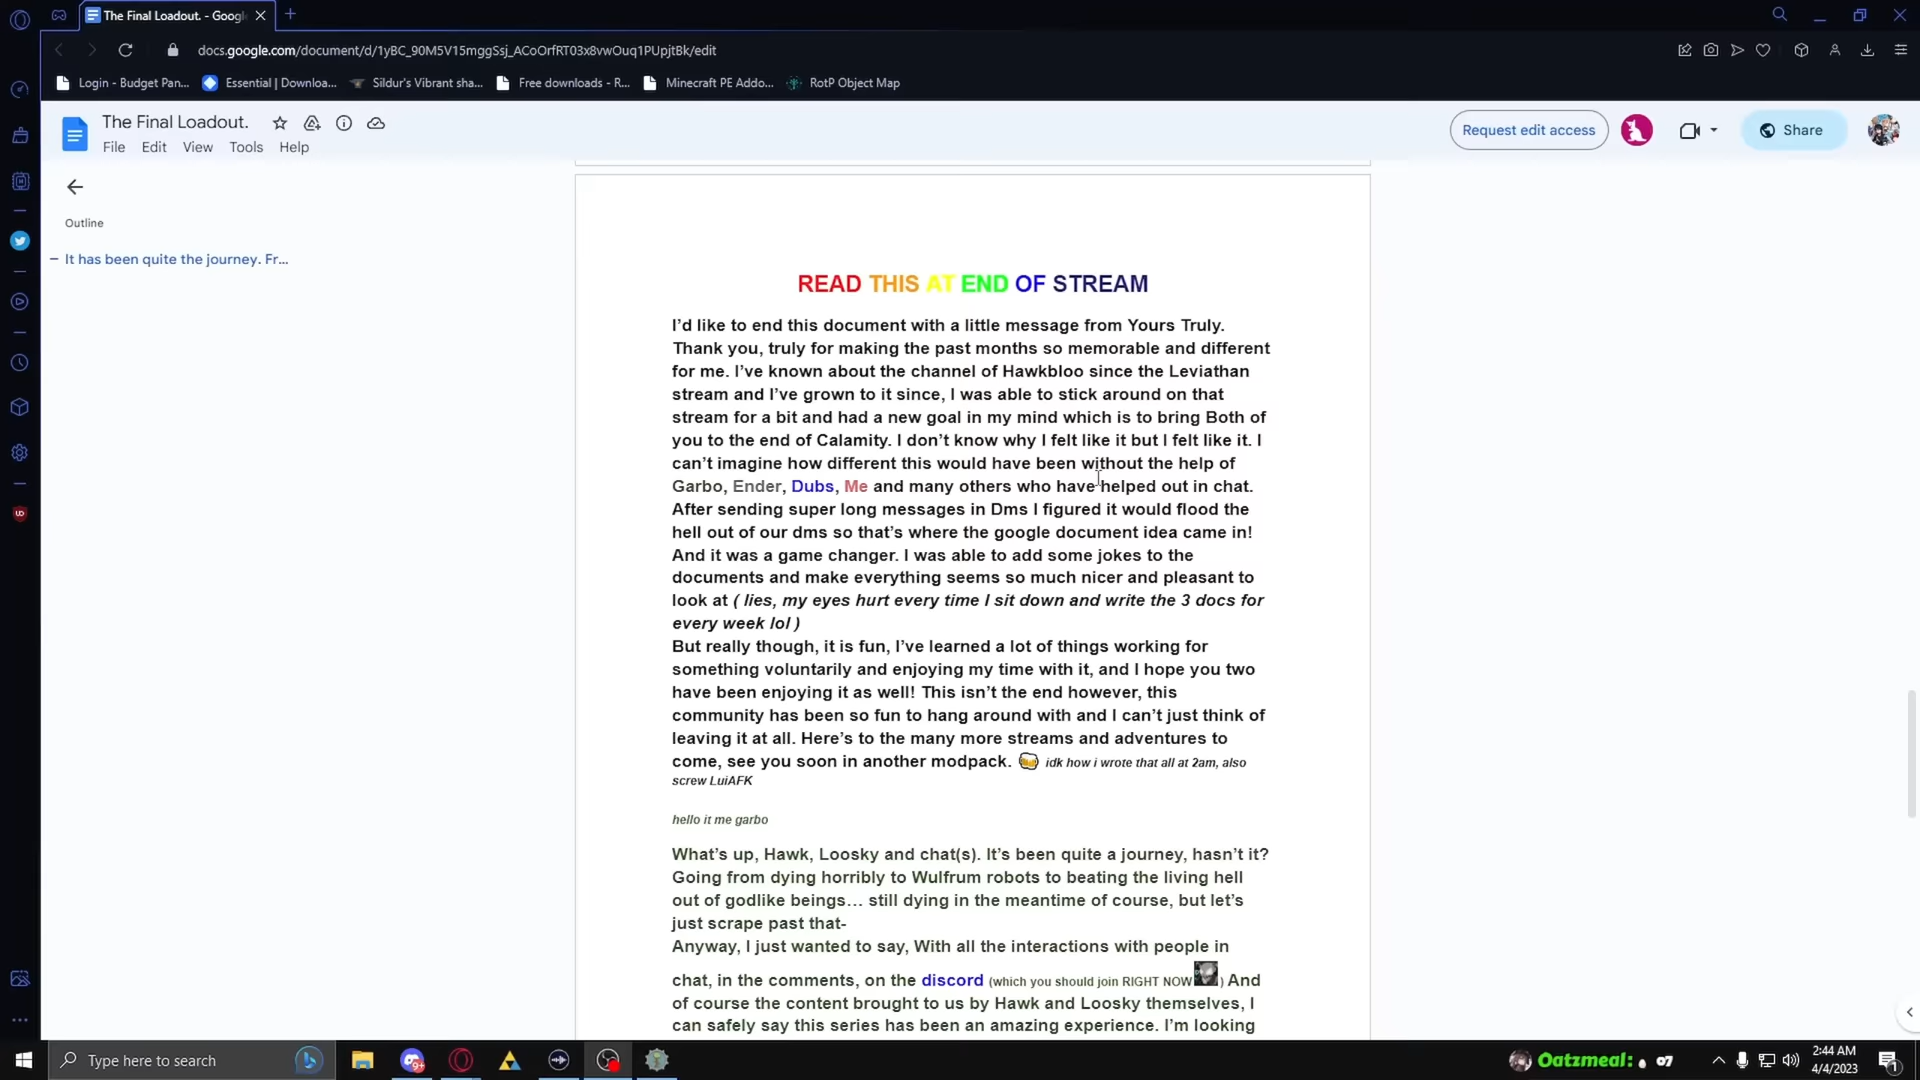 The Final Loadout. - Goog
docs.google.com/document/d/1yBC_90M5V15mggSsj_ACoOrfRT03x8vwOuq1PUpjtBk/edit
Login - Budget Pan...
Essential | Downloa...
Sildur's Vibrant sha...
Free downloads - R...
Minecraft PE Addo...
RotP Object Map
The Final Loadout.
File Edit View Tools Help
Request edit access
Share
Outline
It has been quite the journey. Fr...
READ THIS AT END OF STREAM
I’d like to end this document with a little message from Yours Truly.
Thank you, truly for making the past months so memorable and different
for me. I’ve known about the channel of Hawkbloo since the Leviathan
stream and I’ve grown to it since, I was able to stick around on that
stream for a bit and had a new goal in my mind which is to bring Both of
you to the end of Calamity. I don’t know why I felt like it but I felt like it. I
can’t imagine how different this would have been without the help of
Garbo, Ender, Dubs, Me and many others who have helped out in chat.
After sending super long messages in Dms I figured it would flood the
hell out of our dms so that’s where the google document idea came in!
And it was a game changer. I was able to add some jokes to the
documents and make everything seems so much nicer and pleasant to
look at ( lies, my eyes hurt every time I sit down and write the 3 docs for
every week lol )
But really though, it is fun, I’ve learned a lot of things working for
something voluntarily and enjoying my time with it, and I hope you two
have been enjoying it as well! This isn’t the end however, this
community has been so fun to hang around with and I can’t just think of
leaving it at all. Here’s to the many more streams and adventures to
come, see you soon in another modpack. 🍻 idk how i wrote that all at 2am, also
screw LuiAFK
hello it me garbo
What’s up, Hawk, Loosky and chat(s). It’s been quite a journey, hasn’t it?
Going from dying horribly to Wulfrum robots to beating the living hell
out of godlike beings… still dying in the meantime of course, but let’s
just scrape past that-
Anyway, I just wanted to say, With all the interactions with people in
chat, in the comments, on the discord (which you should join RIGHT NOW ) And
of course the content brought to us by Hawk and Loosky themselves, I
can safely say this series has been an amazing experience. I’m looking
Type here to search
9+
Oatzmeal: o7
2:44 AM
4/4/2023
1